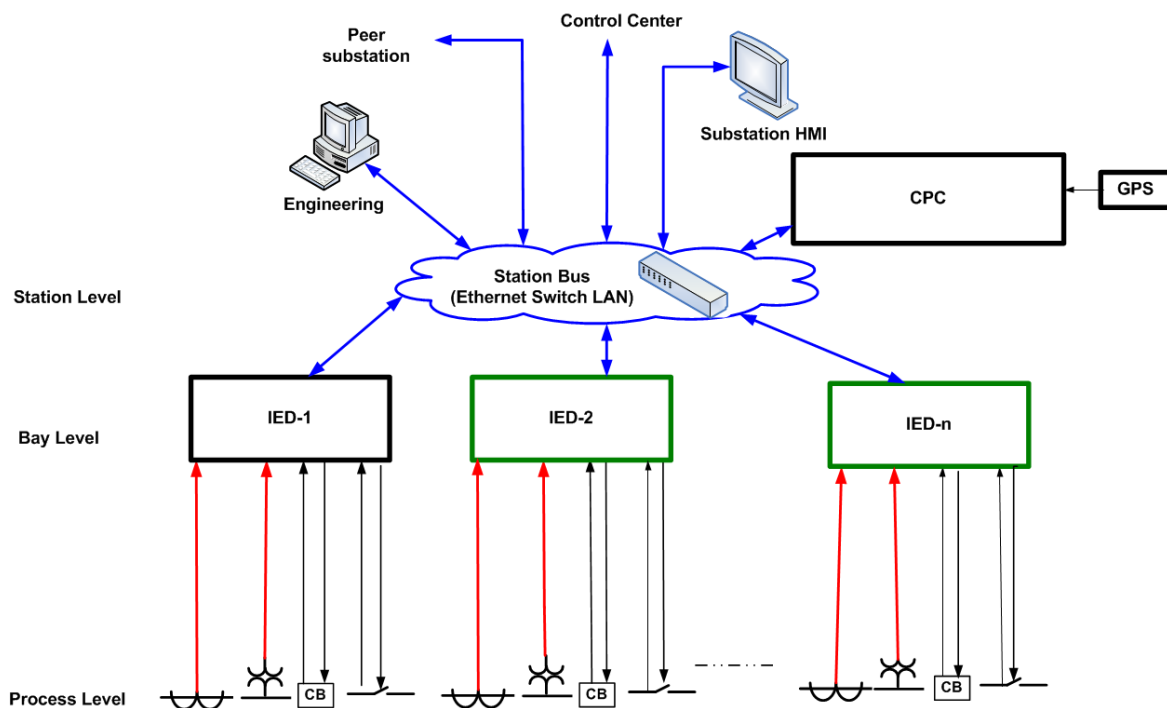 Control Center
Peer
substation
Substation HMI
Engineering
CPC
GPS
Station Bus
(Ethernet Switch LAN)
Station Level
IED-1
IED-2
IED-n
Bay Level
CB
CB
CB
Process Level